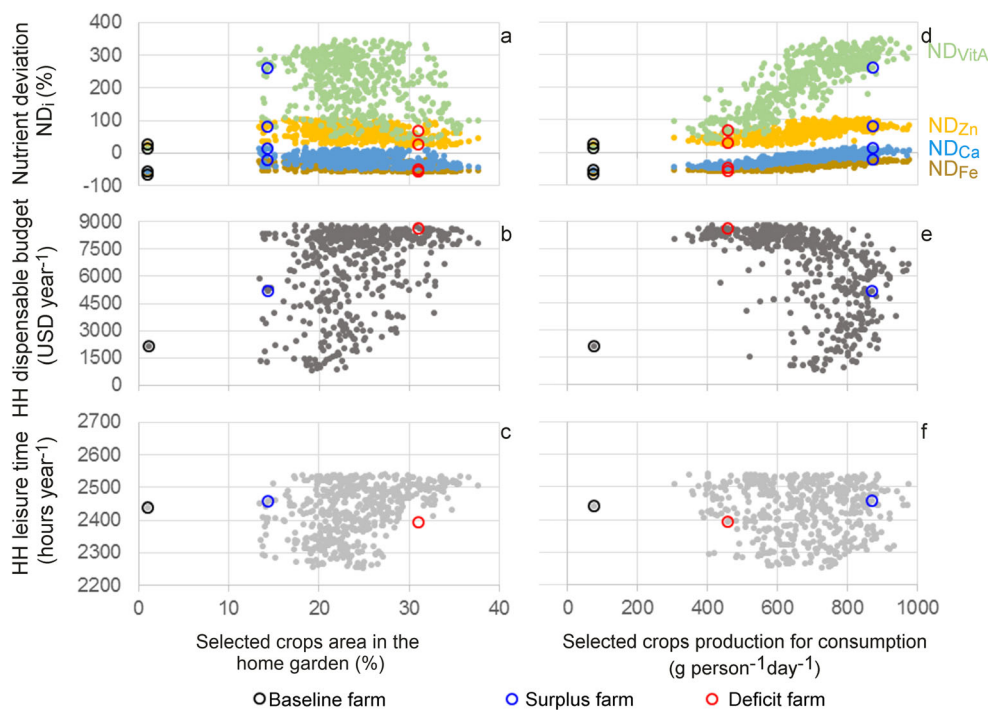 Nutrient deviation
NDi (%)
400
300
200
100
0
-100
a
d
NDVitA
NDZn
NDCa
NDFe
HH dispensable budget
(USD year-1)
9000
7500
6000
4500
3000
1500
0
b
e
HH leisure time
(hours year-1)
2700
2600
2500
2400
2300
2200
c
f
0 10 20 30 40
0 200 400 600 800 1000
Selected crops area in the
home garden (%)
Selected crops production for consumption
(g person-1day-1)
Baseline farm Surplus farm Deficit farm